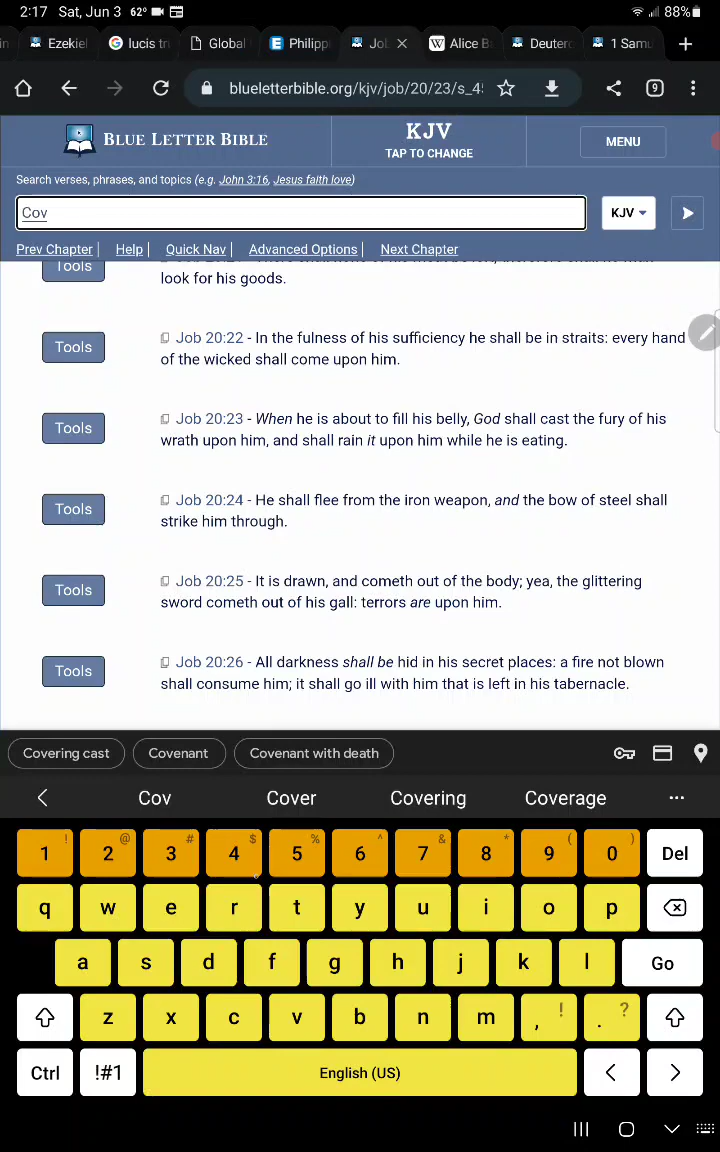 2:17 Sat, Jun 3 62° 88%
Ezekiel lucis tr Global Philipp Jo Alice B Deuter 1 Samu
blueletterbible.org/kjv/job/20/23/s_45 9
BLUE LETTER BIBLE KJV MENU
TAP TO CHANGE
Search verses, phrases, and topics (e.g. John 3:16, Jesus faith love)
Cov KJV
Prev Chapter | Help | Quick Nav | Advanced Options | Next Chapter
Tools
look for his goods.
Tools Job 20:22 - In the fulness of his sufficiency he shall be in straits: every hand
of the wicked shall come upon him.
Tools Job 20:23 - When he is about to fill his belly, God shall cast the fury of his
wrath upon him, and shall rain it upon him while he is eating.
Tools Job 20:24 - He shall flee from the iron weapon, and the bow of steel shall
strike him through.
Tools Job 20:25 - It is drawn, and cometh out of the body; yea, the glittering
sword cometh out of his gall: terrors are upon him.
Tools Job 20:26 - All darkness shall be hid in his secret places: a fire not blown
shall consume him; it shall go ill with him that is left in his tabernacle.
Covering cast Covenant Covenant with death
Cov Cover Covering Coverage ...
1 ! 2 @ 3 # 4 $ 5 % 6 ^ 7 & 8 * 9 ( 0 ) Del
q w e r t y u i o p
a s d f g h j k l Go
z x c v b n m , ! . ?
Ctrl !#1 English (US) < >